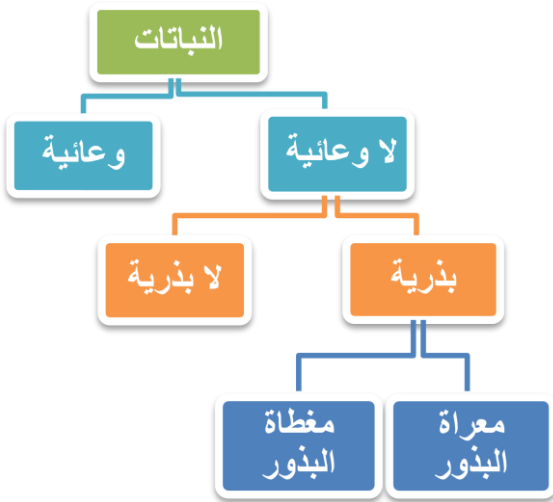 النباتات
لا وعائية
وعائية
بذرية
لا بذرية
معراة
البذور
مغطاة
البذور